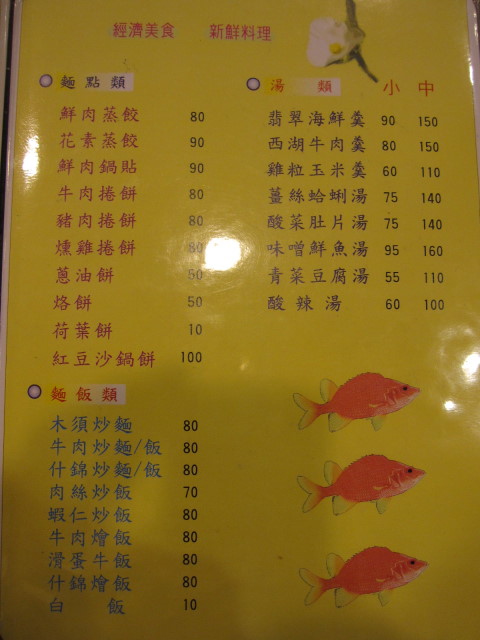 經濟美食 新鮮料理
麵點類
鮮肉蒸餃 80
花素蒸餃 90
鮮肉鍋貼 90
牛肉捲餅 80
豬肉捲餅 80
燻雞捲餅 80
蔥油餅 50
烙餅 50
荷葉餅 10
紅豆沙鍋餅 100
麵飯類
木須炒麵 80
牛肉炒麵/飯 80
什錦炒麵/飯 80
肉絲炒飯 70
蝦仁炒飯 80
牛肉燴飯 80
滑蛋牛飯 80
什錦燴飯 80
白飯 10
湯類 小 中
翡翠海鮮羹 90 150
西湖牛肉羹 80 150
雞粒玉米羹 60 110
薑絲蛤蜊湯 75 140
酸菜肚片湯 75 140
味噌鮮魚湯 95 160
青菜豆腐湯 55 110
酸辣湯 60 100